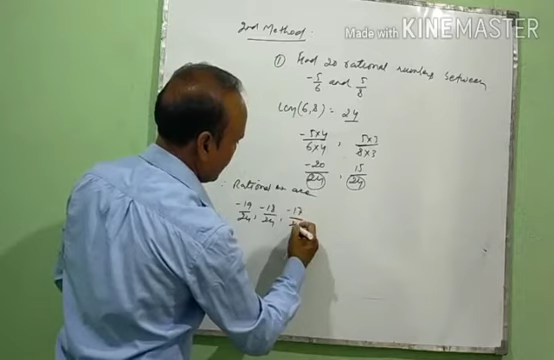 Made with KINEMASTER
2nd Method:
① Find 20 rational numbers between
-5/6 and 5/8
LCM(6,8) = 24
-5×4/6×4 , 5×3/8×3
-20/24 , 15/24
∴ Rational no are
-19/24, -18/24, -17/24